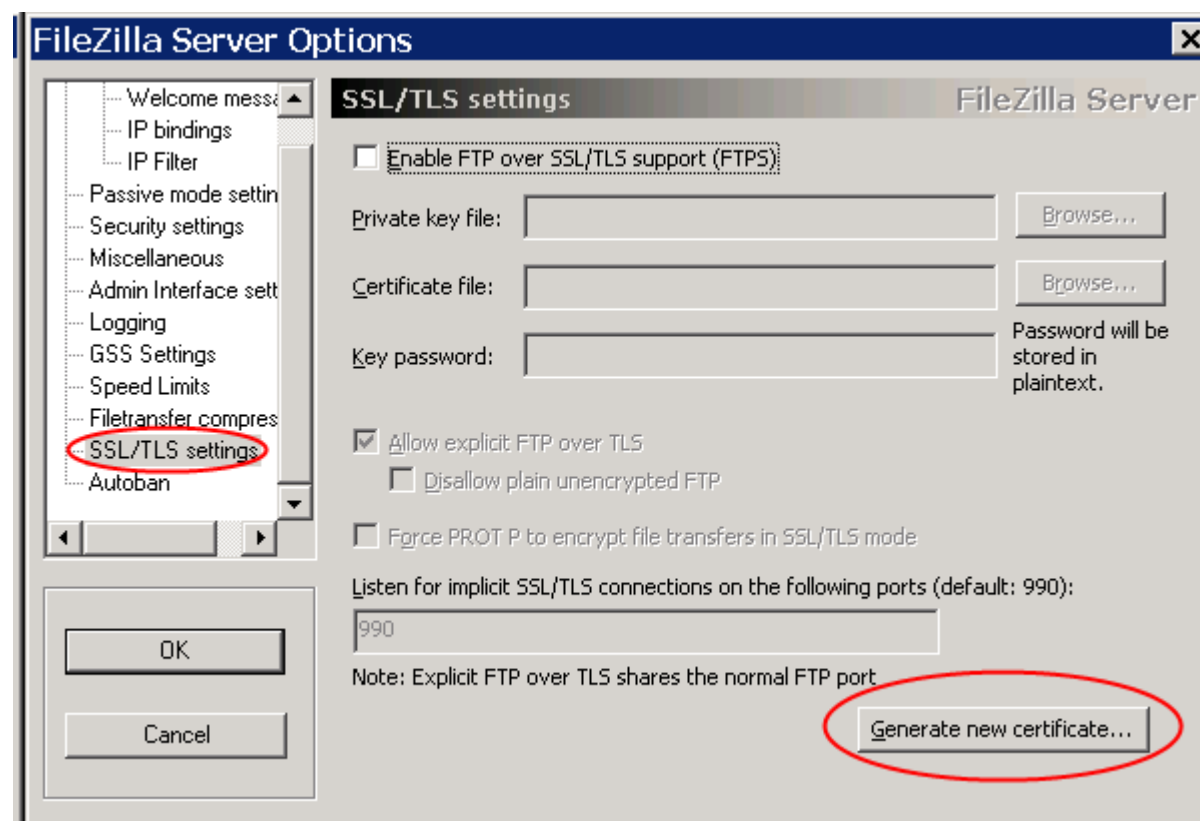 FileZilla Server Options
Welcome messa
IP bindings
IP Filter
Passive mode settin
Security settings
Miscellaneous
Admin Interface sett
Logging
GSS Settings
Speed Limits
Filetransfer compres
SSL/TLS settings
Autoban
OK
Cancel
SSL/TLS settings
FileZilla Server
Enable FTP over SSL/TLS support (FTPS)
Private key file:
Browse...
Certificate file:
Browse...
Key password:
Password will be
stored in
plaintext.
Allow explicit FTP over TLS
Disallow plain unencrypted FTP
Force PROT P to encrypt file transfers in SSL/TLS mode
Listen for implicit SSL/TLS connections on the following ports (default: 990):
990
Note: Explicit FTP over TLS shares the normal FTP port
Generate new certificate...